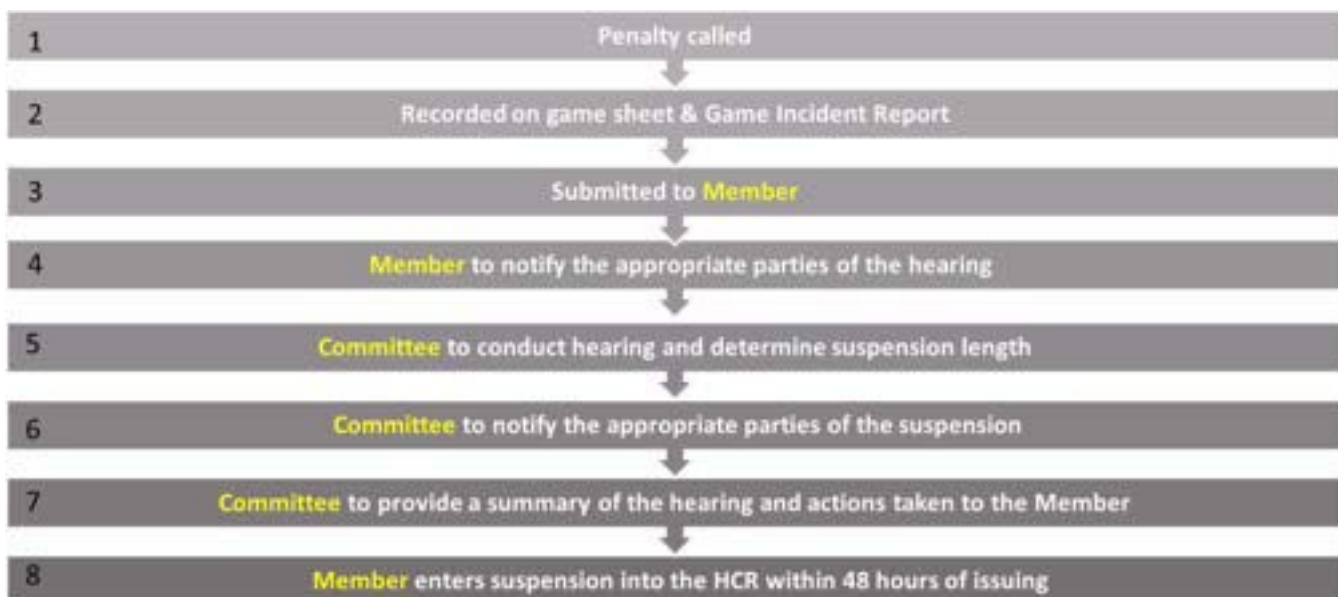 1 Penalty called
2 Recorded on game sheet & Game Incident Report
3 Submitted to Member
4 Member to notify the appropriate parties of the hearing
5 Committee to conduct hearing and determine suspension length
6 Committee to notify the appropriate parties of the suspension
7 Committee to provide a summary of the hearing and actions taken to the Member
8 Member enters suspension into the HCR within 48 hours of issuing